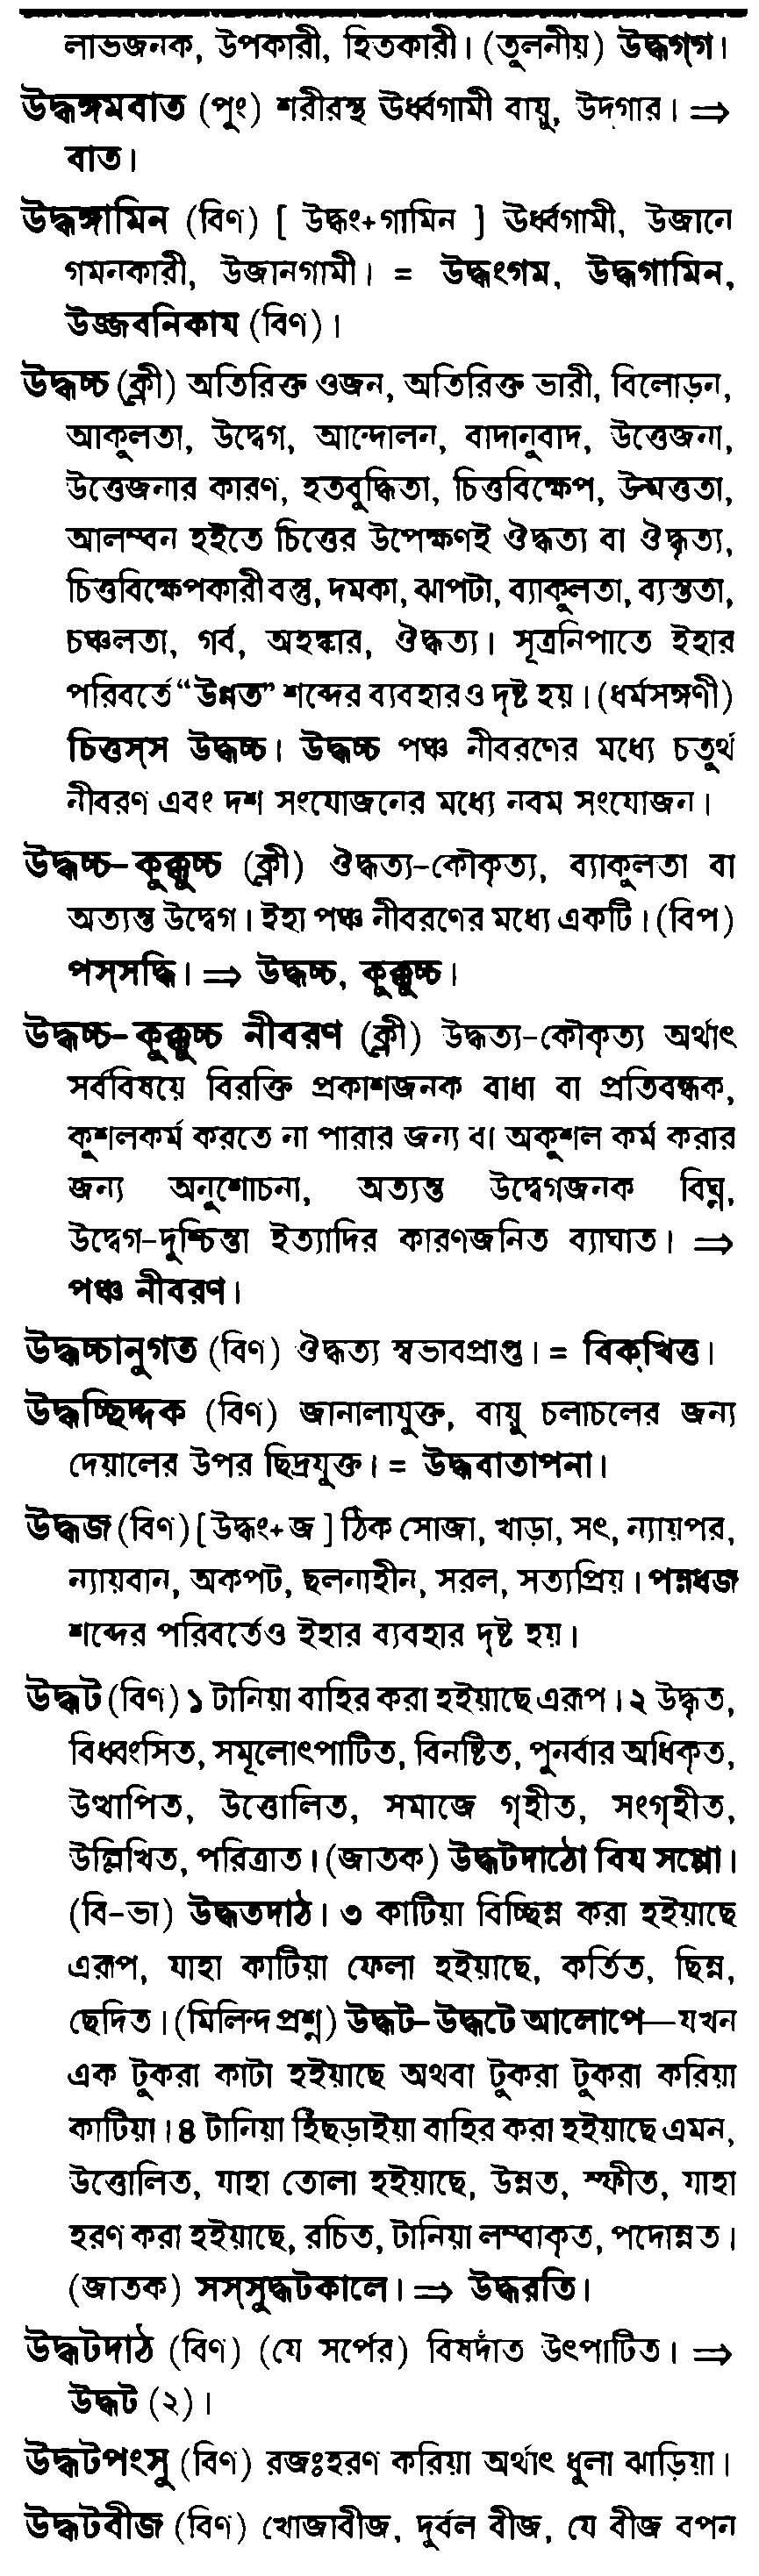 লাভজনক, উপকারী, হিতকারী। (তুলনীয়) উদ্ধগ্গ।
উদ্ধঙ্গমবাত (পুং) শরীরস্থ ঊর্ধ্বগামী বায়ু, উদ্গার। ⇒
বাত।
উদ্ধঙ্গামিন (বিণ) [ উদ্ধং+গামিন ] ঊর্ধ্বগামী, উজানে
গমনকারী, উজানগামী। = উদ্ধংগম, উদ্ধগামিন,
উজ্জবনিকায (বিণ)।
উদ্ধচ্চ (ক্লী) অতিরিক্ত ওজন, অতিরিক্ত ভারী, বিলোড়ন,
আকুলতা, উদ্বেগ, আন্দোলন, বাদানুবাদ, উত্তেজনা,
উত্তেজনার কারণ, হতবুদ্ধিতা, চিত্তবিক্ষেপ, উন্মত্ততা,
আলম্বন হইতে চিত্তের উপেক্ষণই ঔদ্ধত্য বা ঔদ্ধৃত্য,
চিত্তবিক্ষেপকারী বস্তু, দমকা, ঝাপটা, ব্যাকুলতা, ব্যস্ততা,
চঞ্চলতা, গর্ব, অহঙ্কার, ঔদ্ধত্য। সূত্রনিপাতে ইহার
পরিবর্তে “উন্নত” শব্দের ব্যবহারও দৃষ্ট হয়। (ধর্মসঙ্গণী)
চিত্তস্স উদ্ধচ্চ। উদ্ধচ্চ পঞ্চ নীবরণের মধ্যে চতুর্থ
নীবরণ এবং দশ সংযোজনের মধ্যে নবম সংযোজন।
উদ্ধচ্চ-কুক্কুচ্চ (ক্লী) ঔদ্ধত্য-কৌকৃত্য, ব্যাকুলতা বা
অত্যন্ত উদ্বেগ। ইহা পঞ্চ নীবরণের মধ্যে একটি। (বিপ)
পস্সদ্ধি। ⇒ উদ্ধচ্চ, কুক্কুচ্চ।
উদ্ধচ্চ-কুক্কুচ্চ নীবরণ (ক্লী) উদ্ধত্য-কৌকৃত্য অর্থাৎ
সর্ববিষয়ে বিরক্তি প্রকাশজনক বাধা বা প্রতিবন্ধক,
কুশলকর্ম করতে না পারার জন্য বা অকুশল কর্ম করার
জন্য অনুশোচনা, অত্যন্ত উদ্বেগজনক বিঘ্ন,
উদ্বেগ-দুশ্চিন্তা ইত্যাদির কারণজনিত ব্যাঘাত। ⇒
পঞ্চ নীবরণ।
উদ্ধচ্চানুগত (বিণ) ঔদ্ধত্য স্বভাবপ্রাপ্ত। = বিক্খিত্ত।
উদ্ধচ্ছিদ্দক (বিণ) জানালাযুক্ত, বায়ু চলাচলের জন্য
দেয়ালের উপর ছিদ্রযুক্ত। = উদ্ধবাতাপনা।
উদ্ধজ (বিণ) [ উদ্ধং+জ ] ঠিক সোজা, খাড়া, সৎ, ন্যায়পর,
ন্যায়বান, অকপট, ছলনাহীন, সরল, সত্যপ্রিয়। পন্নধজ
শব্দের পরিবর্তেও ইহার ব্যবহার দৃষ্ট হয়।
উদ্ধট (বিণ) ১ টানিয়া বাহির করা হইয়াছে এরূপ। ২ উদ্ধৃত,
বিধ্বংসিত, সমূলোৎপাটিত, বিনষ্টিত, পুনর্বার অধিকৃত,
উত্থাপিত, উত্তোলিত, সমাজে গৃহীত, সংগৃহীত,
উল্লিখিত, পরিত্রাত। (জাতক) উদ্ধটদাঠো বিয সপ্পো।
(বি-ভা) উদ্ধতদাঠ। ৩ কাটিয়া বিচ্ছিন্ন করা হইয়াছে
এরূপ, যাহা কাটিয়া ফেলা হইয়াছে, কর্তিত, ছিন্ন,
ছেদিত। (মিলিন্দ প্রশ্ন) উদ্ধট-উদ্ধটে আলোপে—যখন
এক টুকরা কাটা হইয়াছে অথবা টুকরা টুকরা করিয়া
কাটিয়া। ৪ টানিয়া হিঁছড়াইয়া বাহির করা হইয়াছে এমন,
উত্তোলিত, যাহা তোলা হইয়াছে, উন্নত, স্ফীত, যাহা
হরণ করা হইয়াছে, রচিত, টানিয়া লম্বাকৃত, পদোন্নত।
(জাতক) সস্সুদ্ধটকালে। ⇒ উদ্ধরতি।
উদ্ধটদাঠ (বিণ) (যে সর্পের) বিষদাঁত উৎপাটিত। ⇒
উদ্ধট (২)।
উদ্ধটপংসু (বিণ) রজঃহরণ করিয়া অর্থাৎ ধুলা ঝাড়িয়া।
উদ্ধটবীজ (বিণ) খোজাবীজ, দুর্বল বীজ, যে বীজ বপন